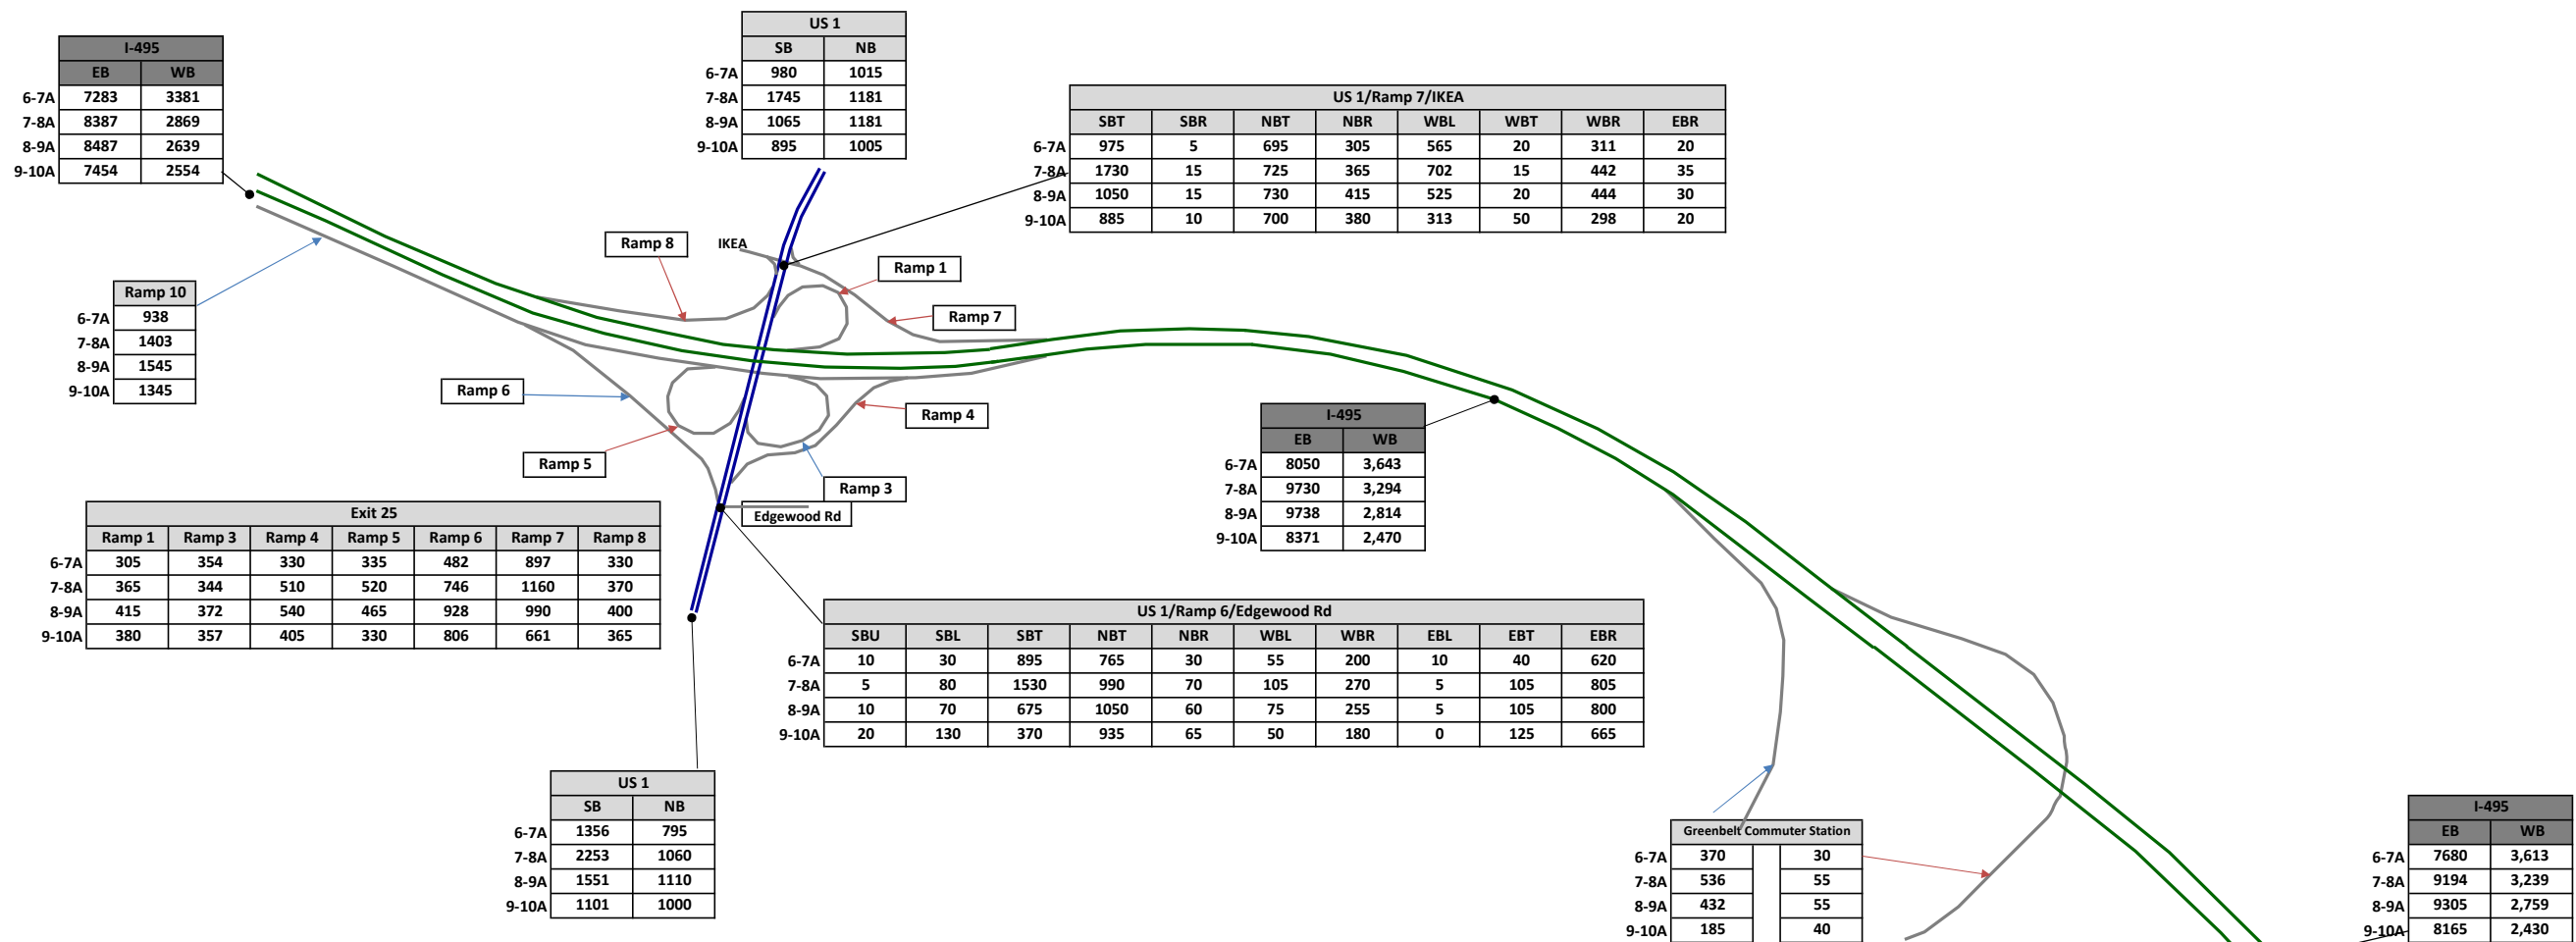 US 1
SB NB
6-7A 980 1015
7-8A 1745 1181
8-9A 1065 1181
9-10A 895 1005
I-495
EB WB
6-7A 7283 3381
7-8A 8387 2869
8-9A 8487 2639
9-10A 7454 2554
US 1/Ramp 7/IKEA
SBT SBR NBT NBR WBL WBT WBR EBR
6-7A 975 5 695 305 565 20 311 20
7-8A 1730 15 725 365 702 15 442 35
8-9A 1050 15 730 415 525 20 444 30
9-10A 885 10 700 380 313 50 298 20
Ramp 8
IKEA
Ramp 1
Ramp 7
Ramp 10
6-7A 938
7-8A 1403
8-9A 1545
9-10A 1345
Ramp 6
Ramp 4
Ramp 5
Ramp 3
Edgewood Rd
I-495
EB WB
6-7A 8050 3,643
7-8A 9730 3,294
8-9A 9738 2,814
9-10A 8371 2,470
Exit 25
Ramp 1 Ramp 3 Ramp 4 Ramp 5 Ramp 6 Ramp 7 Ramp 8
6-7A 305 354 330 335 482 897 330
7-8A 365 344 510 520 746 1160 370
8-9A 415 372 540 465 928 990 400
9-10A 380 357 405 330 806 661 365
US 1/Ramp 6/Edgewood Rd
SBU SBL SBT NBT NBR WBL WBR EBL EBT EBR
6-7A 10 30 895 765 30 55 200 10 40 620
7-8A 5 80 1530 990 70 105 270 5 105 805
8-9A 10 70 675 1050 60 75 255 5 105 800
9-10A 20 130 370 935 65 50 180 0 125 665
US 1
SB NB
6-7A 1356 795
7-8A 2253 1060
8-9A 1551 1110
9-10A 1101 1000
Greenbelt Commuter Station
6-7A 370 30
7-8A 536 55
8-9A 432 55
9-10A 185 40
I-495
EB WB
6-7A 7680 3,613
7-8A 9194 3,239
8-9A 9305 2,759
9-10A 8165 2,430